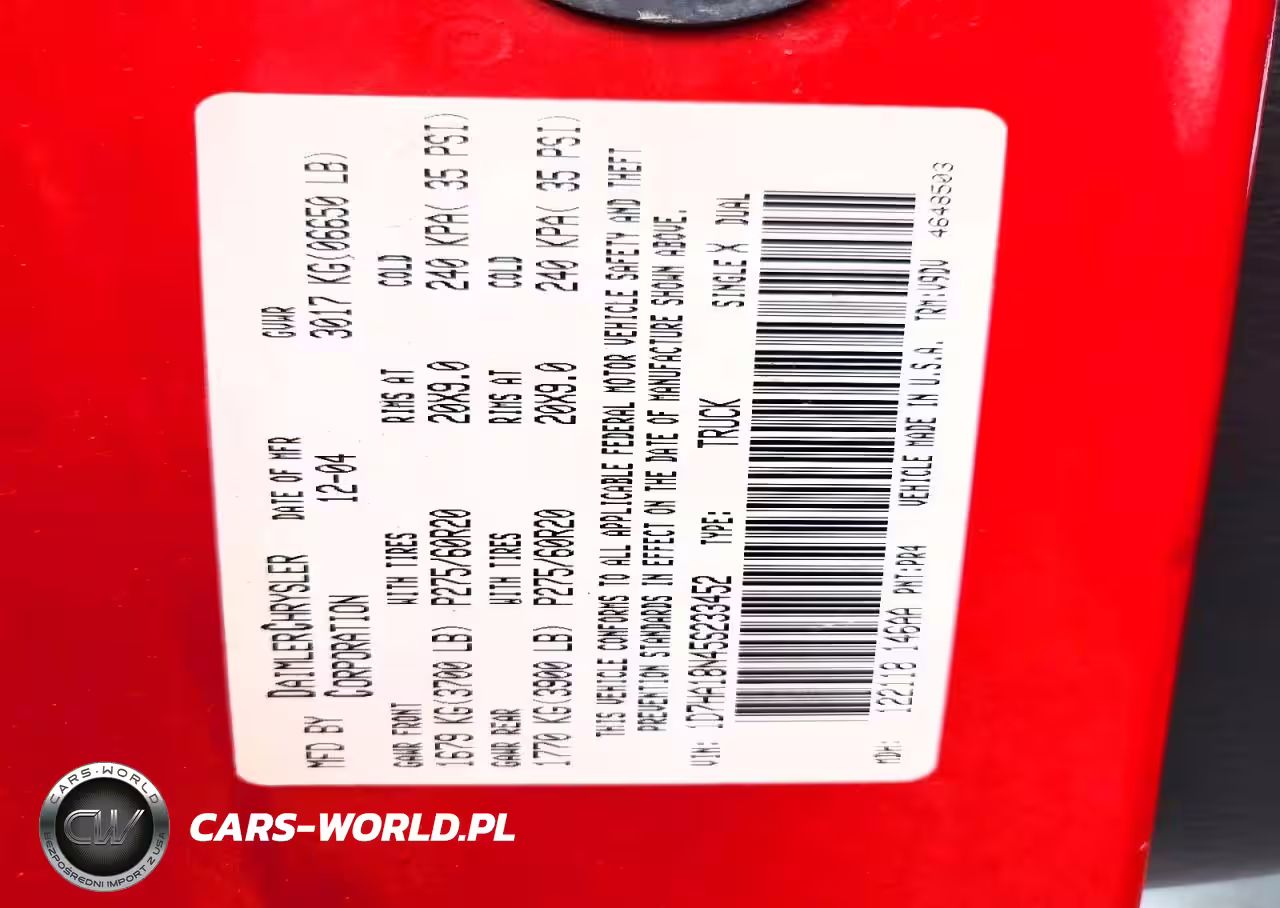 MFD BY DAIMLERCHRYSLER CORPORATION DATE OF MFR 12-04 GVWR 3017 KG(06650 LB)
GAWR FRONT WITH TIRES RIMS AT COLD
1679 KG(3700 LB) P275/60R20 20X9.0 240 KPA( 35 PSI)
GAWR REAR WITH TIRES RIMS AT COLD
1770 KG(3900 LB) P275/60R20 20X9.0 240 KPA( 35 PSI)
THIS VEHICLE CONFORMS TO ALL APPLICABLE FEDERAL MOTOR VEHICLE SAFETY AND THEFT
PREVENTION STANDARDS IN EFFECT ON THE DATE OF MANUFACTURE SHOWN ABOVE.
VIN: 1D7HA18N45S233452 TYPE: TRUCK SINGLE X DUAL
MDH: 122118 146AA PNT:PR4 VEHICLE MADE IN U.S.A. TRM:V9DV 4648503
CARS-WORLD
CW
BEZPOŚREDNI IMPORT Z USA
CARS-WORLD.PL